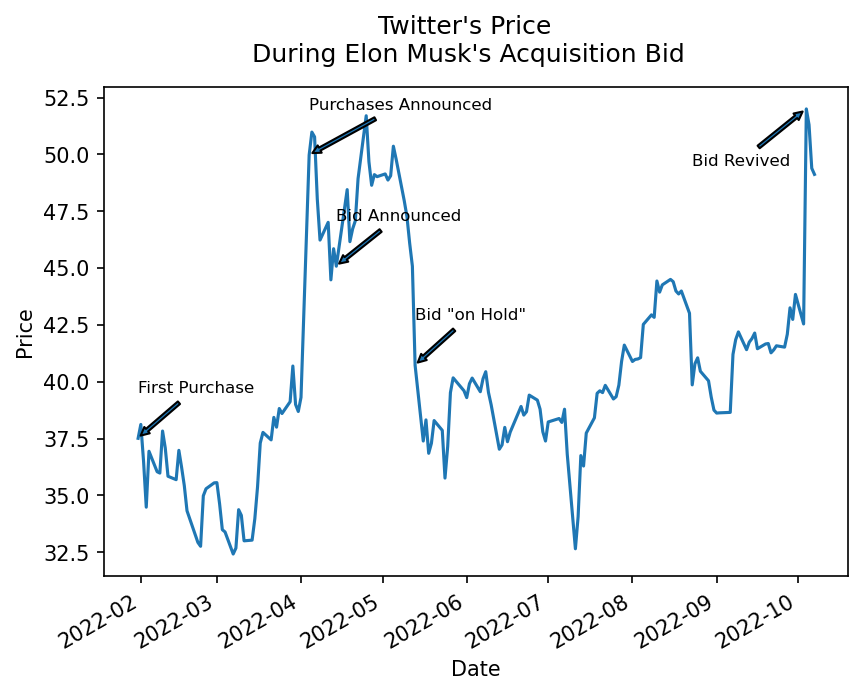 Twitter's Price
During Elon Musk's Acquisition Bid
Price
52.5
50.0
47.5
45.0
42.5
40.0
37.5
35.0
32.5
Purchases Announced
Bid Revived
Bid Announced
Bid "on Hold"
First Purchase
2022-02
2022-03
2022-04
2022-05
2022-06
2022-07
2022-08
2022-09
2022-10
Date